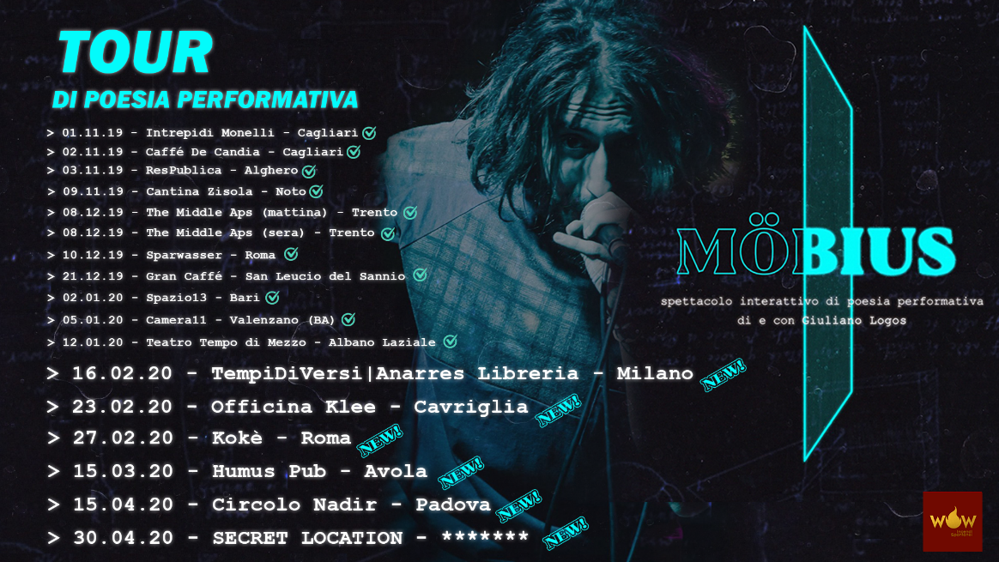 TOUR
DI POESIA PERFORMATIVA
> 01.11.19 - Intrepidi Monelli - Cagliari
> 02.11.19 - Caffé De Candia - Cagliari
> 03.11.19 - ResPublica - Alghero
> 09.11.19 - Cantina Zisola - Noto
> 08.12.19 - The Middle Aps (mattina) - Trento
> 08.12.19 - The Middle Aps (sera) - Trento
> 10.12.19 - Sparwasser - Roma
> 21.12.19 - Gran Caffé - San Leucio del Sannio
> 02.01.20 - Spazio13 - Bari
> 05.01.20 - Camera11 - Valenzano (BA)
> 12.01.20 - Teatro Tempo di Mezzo - Albano Laziale
> 16.02.20 - TempiDiVersi|Anarres Libreria - Milano NEW!
> 23.02.20 - Officina Klee - Cavriglia NEW!
> 27.02.20 - Kokè - Roma NEW!
> 15.03.20 - Humus Pub - Avola NEW!
> 15.04.20 - Circolo Nadir - Padova NEW!
> 30.04.20 - SECRET LOCATION - ******* NEW!
MÖBIUS
spettacolo interattivo di poesia performativa
di e con Giuliano Logos
WOW
Incendi
Spontanei